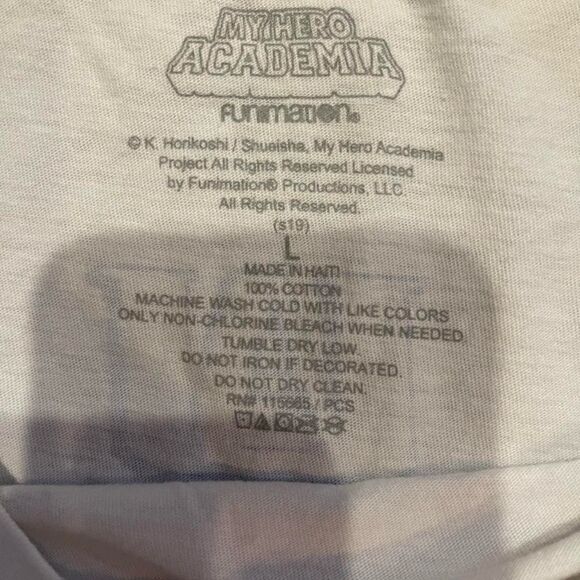 MY HERO
ACADEMIA
FUNIMATION®
© K. Horikoshi / Shueisha, My Hero Academia
Project All Rights Reserved Licensed
by Funimation® Productions, LLC.
All Rights Reserved.
(s19)
L
MADE IN HAITI
100% COTTON
MACHINE WASH COLD WITH LIKE COLORS
ONLY NON-CHLORINE BLEACH WHEN NEEDED.
TUMBLE DRY LOW.
DO NOT IRON IF DECORATED.
DO NOT DRY CLEAN.
RN# 115665 / PCS